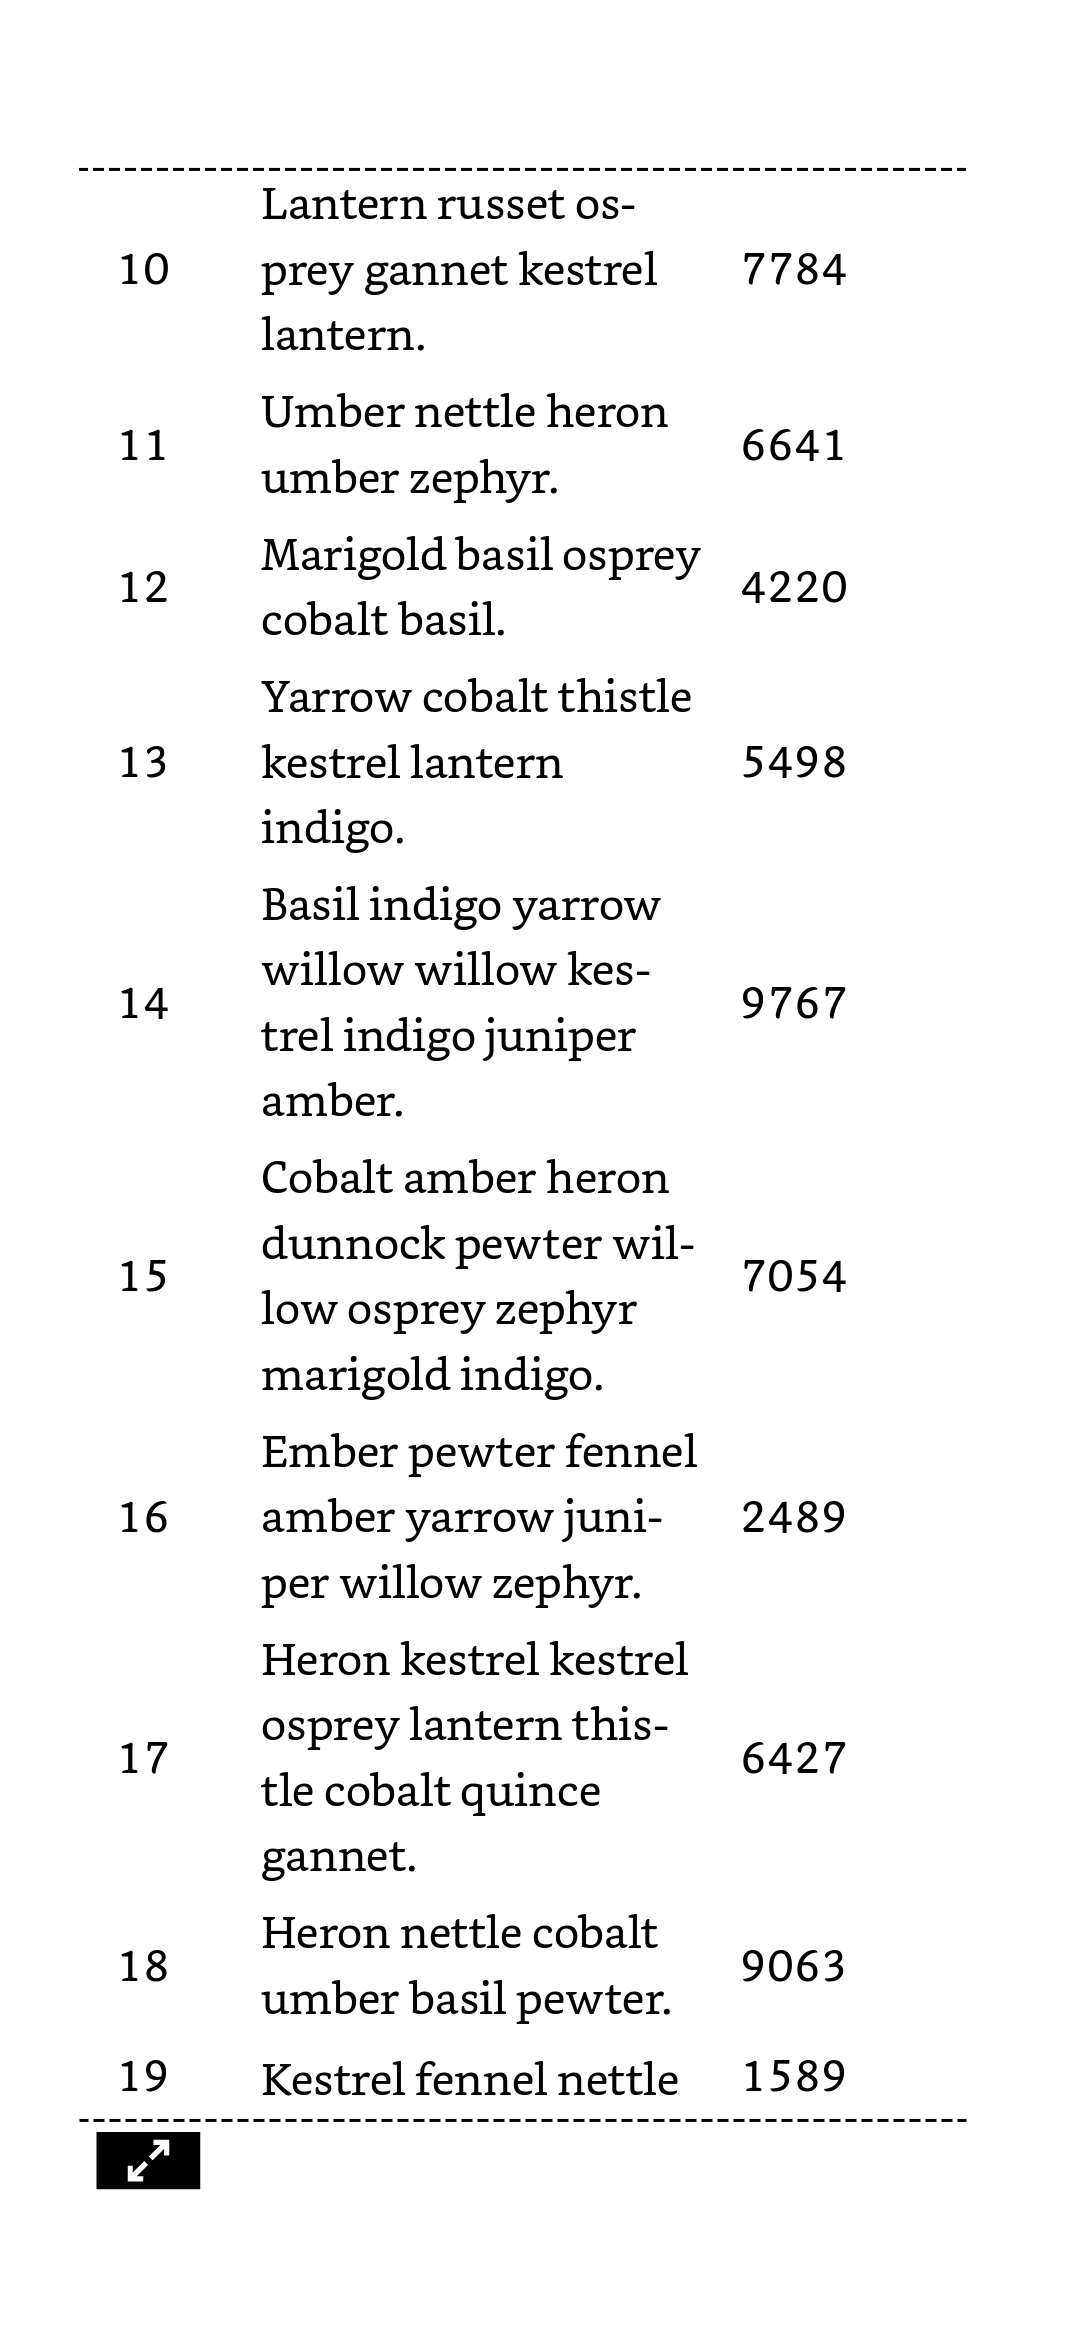 Lantern russet os-
10 prey gannet kestrel 7784
lantern.
Umber nettle heron
11 6641
umber zephyr.
Marigold basil osprey
12 4220
cobalt basil.
Yarrow cobalt thistle
13 kestrel lantern 5498
indigo.
Basil indigo yarrow
willow willow kes-
14 9767
trel indigo juniper
amber.
Cobalt amber heron
dunnock pewter wil-
15 7054
low osprey zephyr
marigold indigo.
Ember pewter fennel
16 amber yarrow juni- 2489
per willow zephyr.
Heron kestrel kestrel
osprey lantern this-
17 6427
tle cobalt quince
gannet.
Heron nettle cobalt
18 9063
umber basil pewter.
19 Kestrel fennel nettle 1589